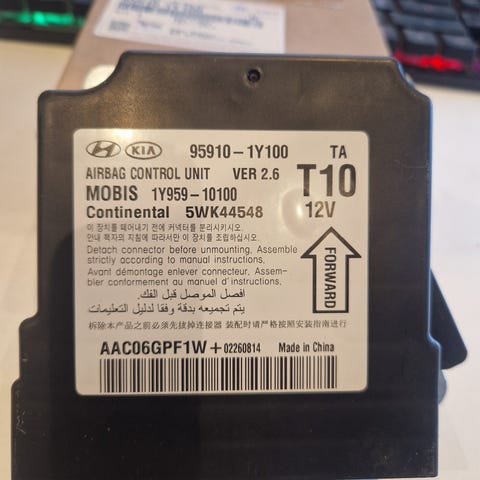 HYUNDAI KIA 95910-1Y100 TA
AIRBAG CONTROL UNIT VER 2.6 T10
MOBIS 1Y959-10100
Continental 5WK44548 12V
이 장치를 떼어내기 전에 커넥터를 분리시키시오.
안내 책자의 지침에 따라서만 이 장치를 조립하십시오.
Detach connector before unmounting, Assemble
strictly according to manual instructions.
Avant démontage enlever connecteur, Assem-
bler conformement au manuel d'instructions.
افصل الموصل قبل الفك.
يتم تجميعه بدقة وفقا لدليل التعليمات
拆除本产品之前必须先拔掉连接器 装配时请严格按照安装指南进行
FORWARD
AAC06GPF1W+02260814 Made in China